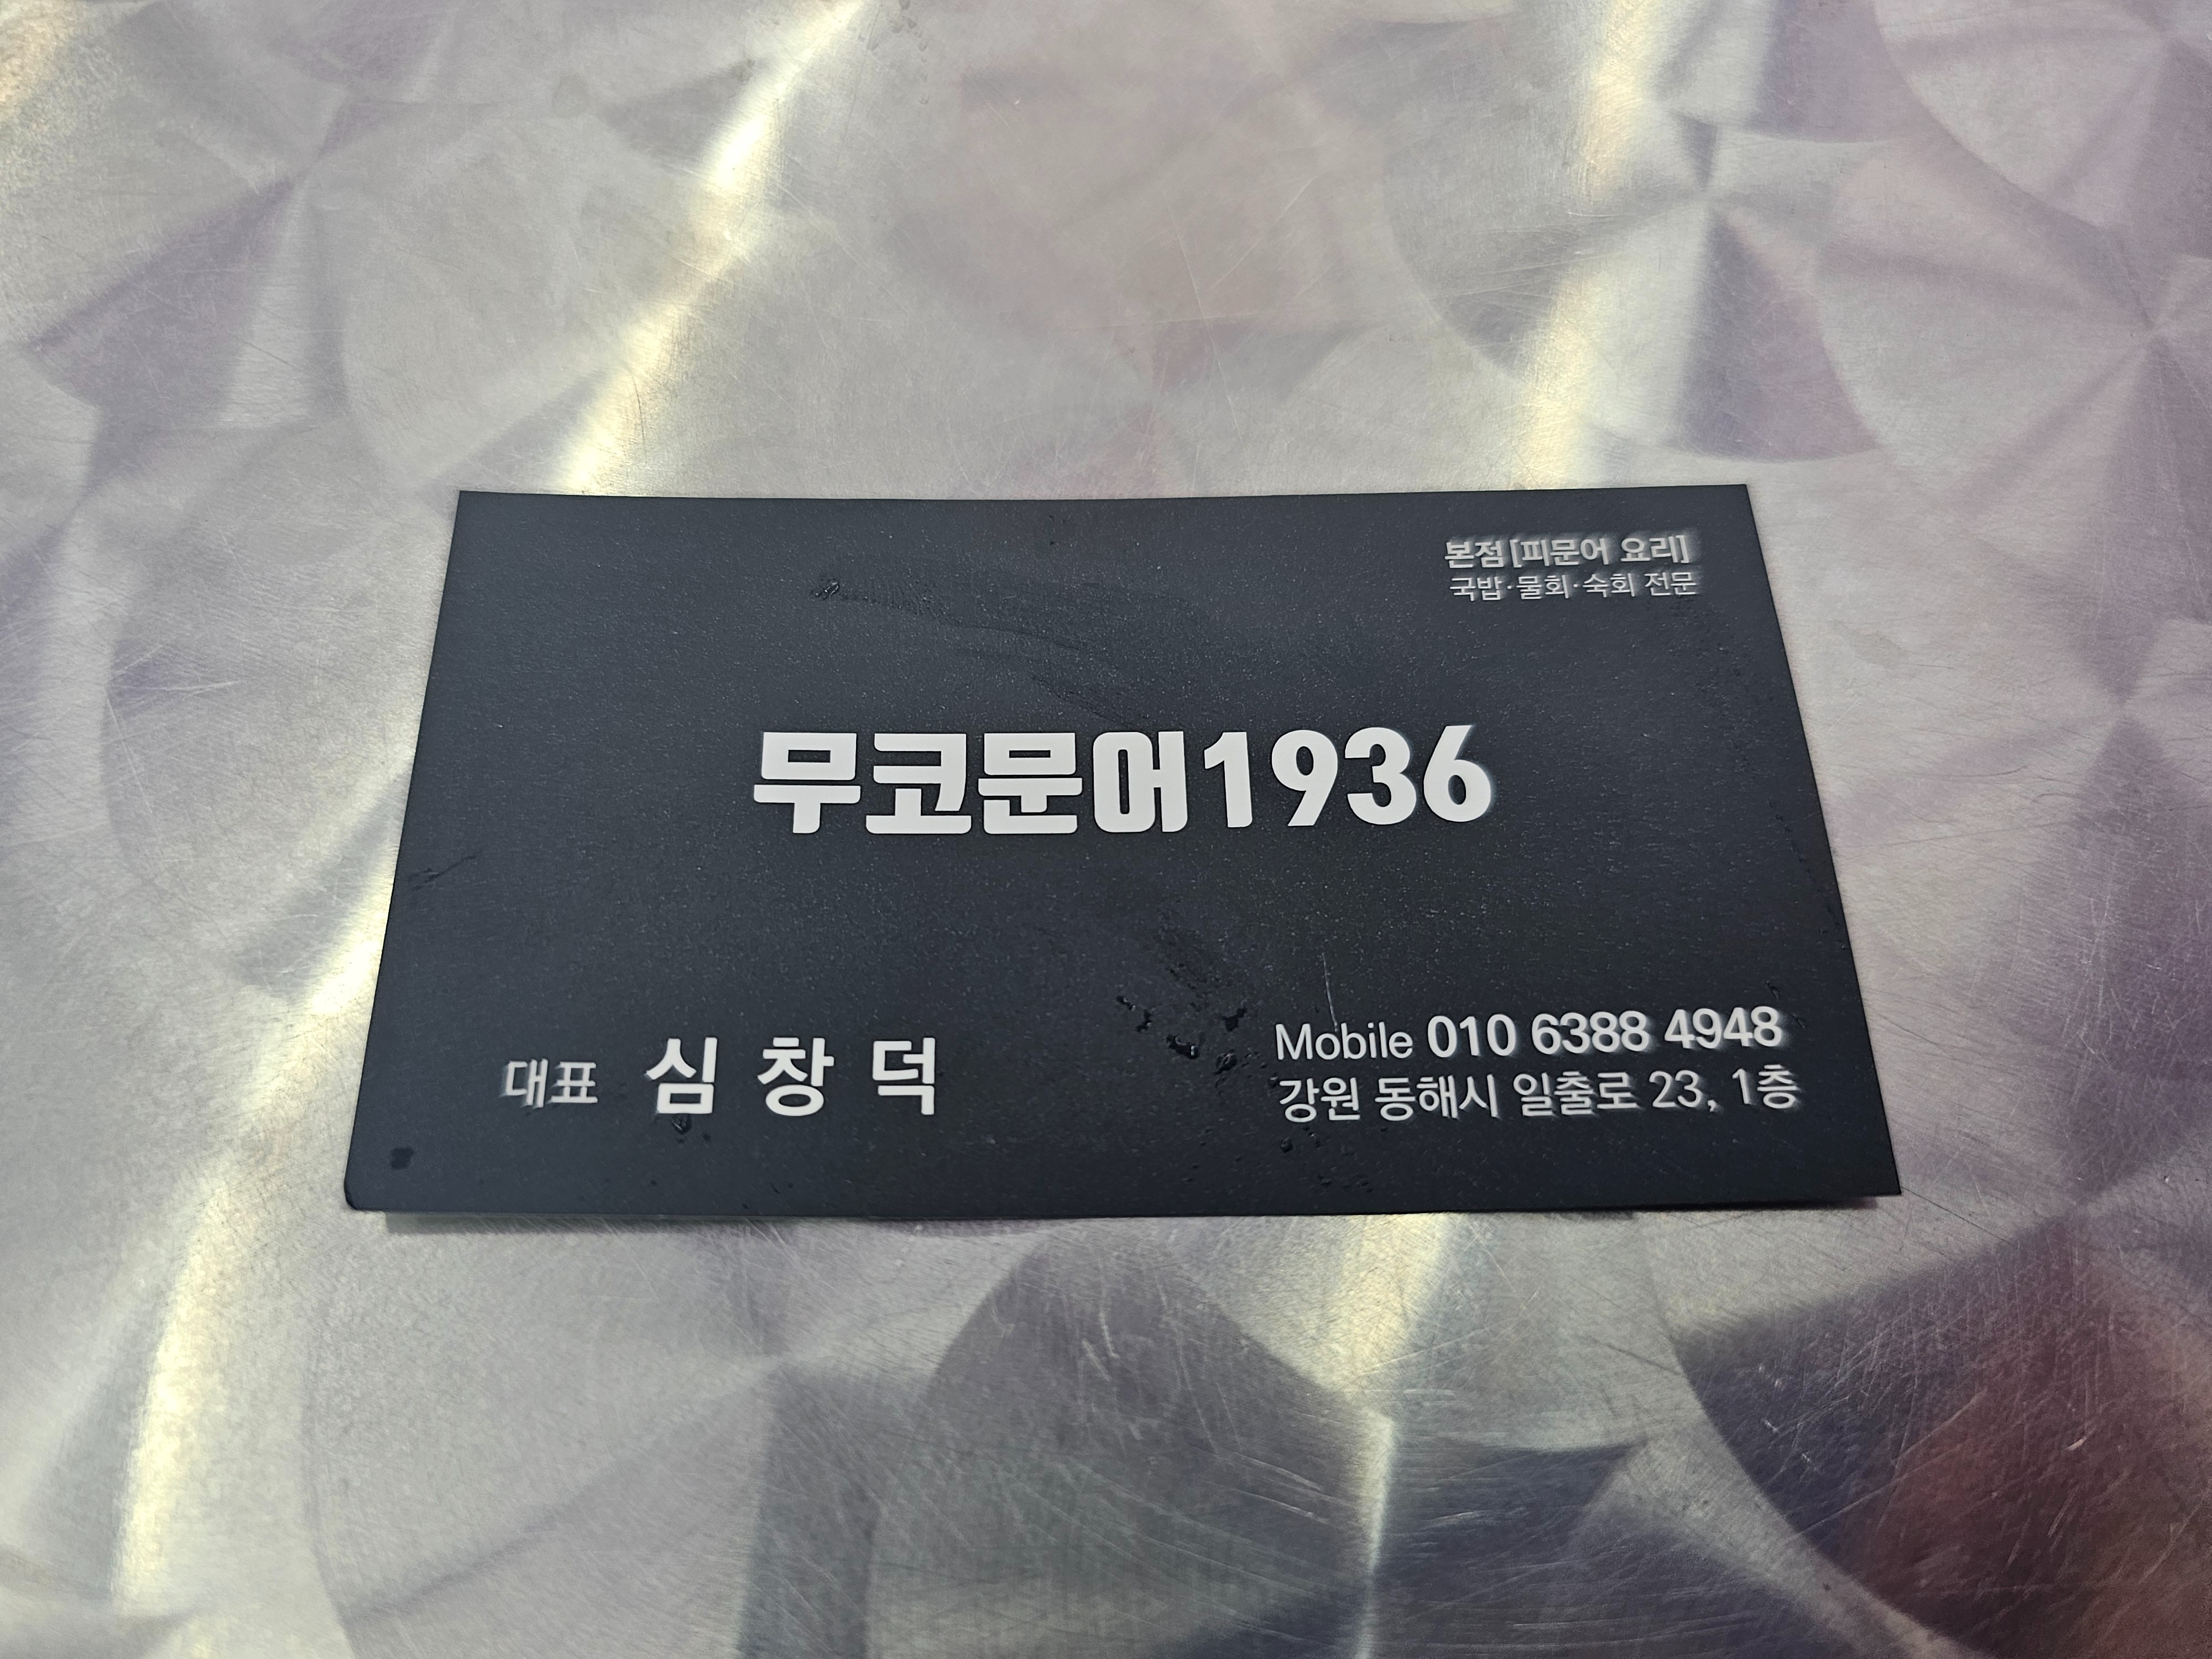 본점[피문어 요리]
국밥·물회·숙회 전문
무코문어1936
대표 심창덕
Mobile 010 6388 4948
강원 동해시 일출로 23, 1층